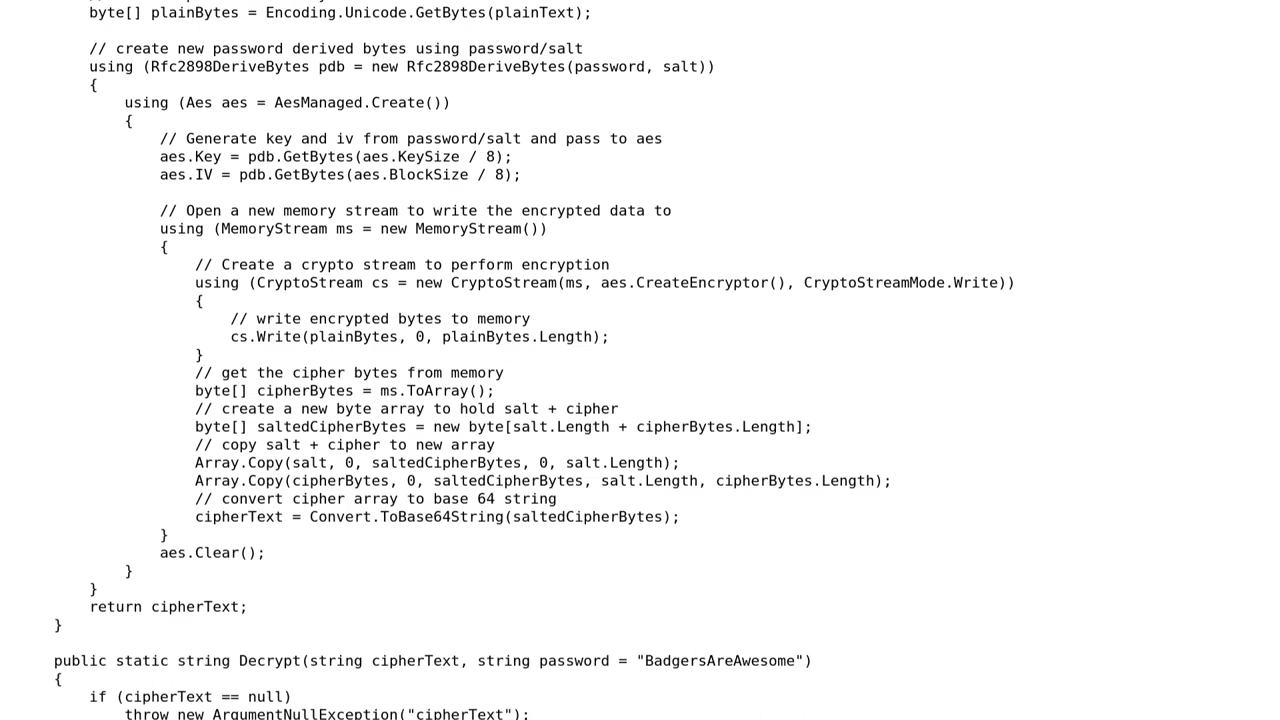 byte[] plainBytes = Encoding.Unicode.GetBytes(plainText);
// create new password derived bytes using password/salt
using (Rfc2898DeriveBytes pdb = new Rfc2898DeriveBytes(password, salt))
{
using (Aes aes = AesManaged.Create())
{
// Generate key and iv from password/salt and pass to aes
aes.Key = pdb.GetBytes(aes.KeySize / 8);
aes.IV = pdb.GetBytes(aes.BlockSize / 8);
// Open a new memory stream to write the encrypted data to
using (MemoryStream ms = new MemoryStream())
{
// Create a crypto stream to perform encryption
using (CryptoStream cs = new CryptoStream(ms, aes.CreateEncryptor(), CryptoStreamMode.Write))
{
// write encrypted bytes to memory
cs.Write(plainBytes, 0, plainBytes.Length);
}
// get the cipher bytes from memory
byte[] cipherBytes = ms.ToArray();
// create a new byte array to hold salt + cipher
byte[] saltedCipherBytes = new byte[salt.Length + cipherBytes.Length];
// copy salt + cipher to new array
Array.Copy(salt, 0, saltedCipherBytes, 0, salt.Length);
Array.Copy(cipherBytes, 0, saltedCipherBytes, salt.Length, cipherBytes.Length);
// convert cipher array to base 64 string
cipherText = Convert.ToBase64String(saltedCipherBytes);
}
aes.Clear();
}
}
return cipherText;
}
public static string Decrypt(string cipherText, string password = "BadgersAreAwesome")
{
if (cipherText == null)
throw new ArgumentNullException("cipherText");